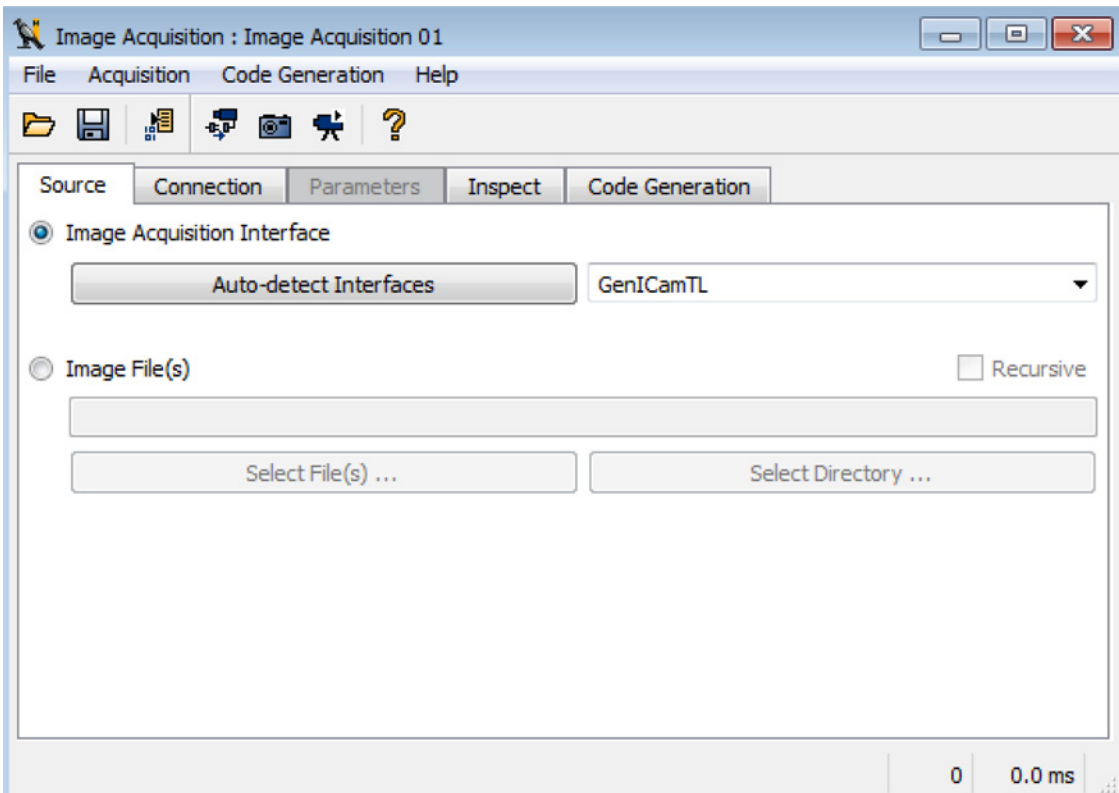 Image Acquisition : Image Acquisition 01
File Acquisition Code Generation Help
Source Connection Parameters Inspect Code Generation
Image Acquisition Interface
Auto-detect Interfaces GenICamTL
Image File(s) Recursive
Select File(s) ... Select Directory ...
0 0.0 ms